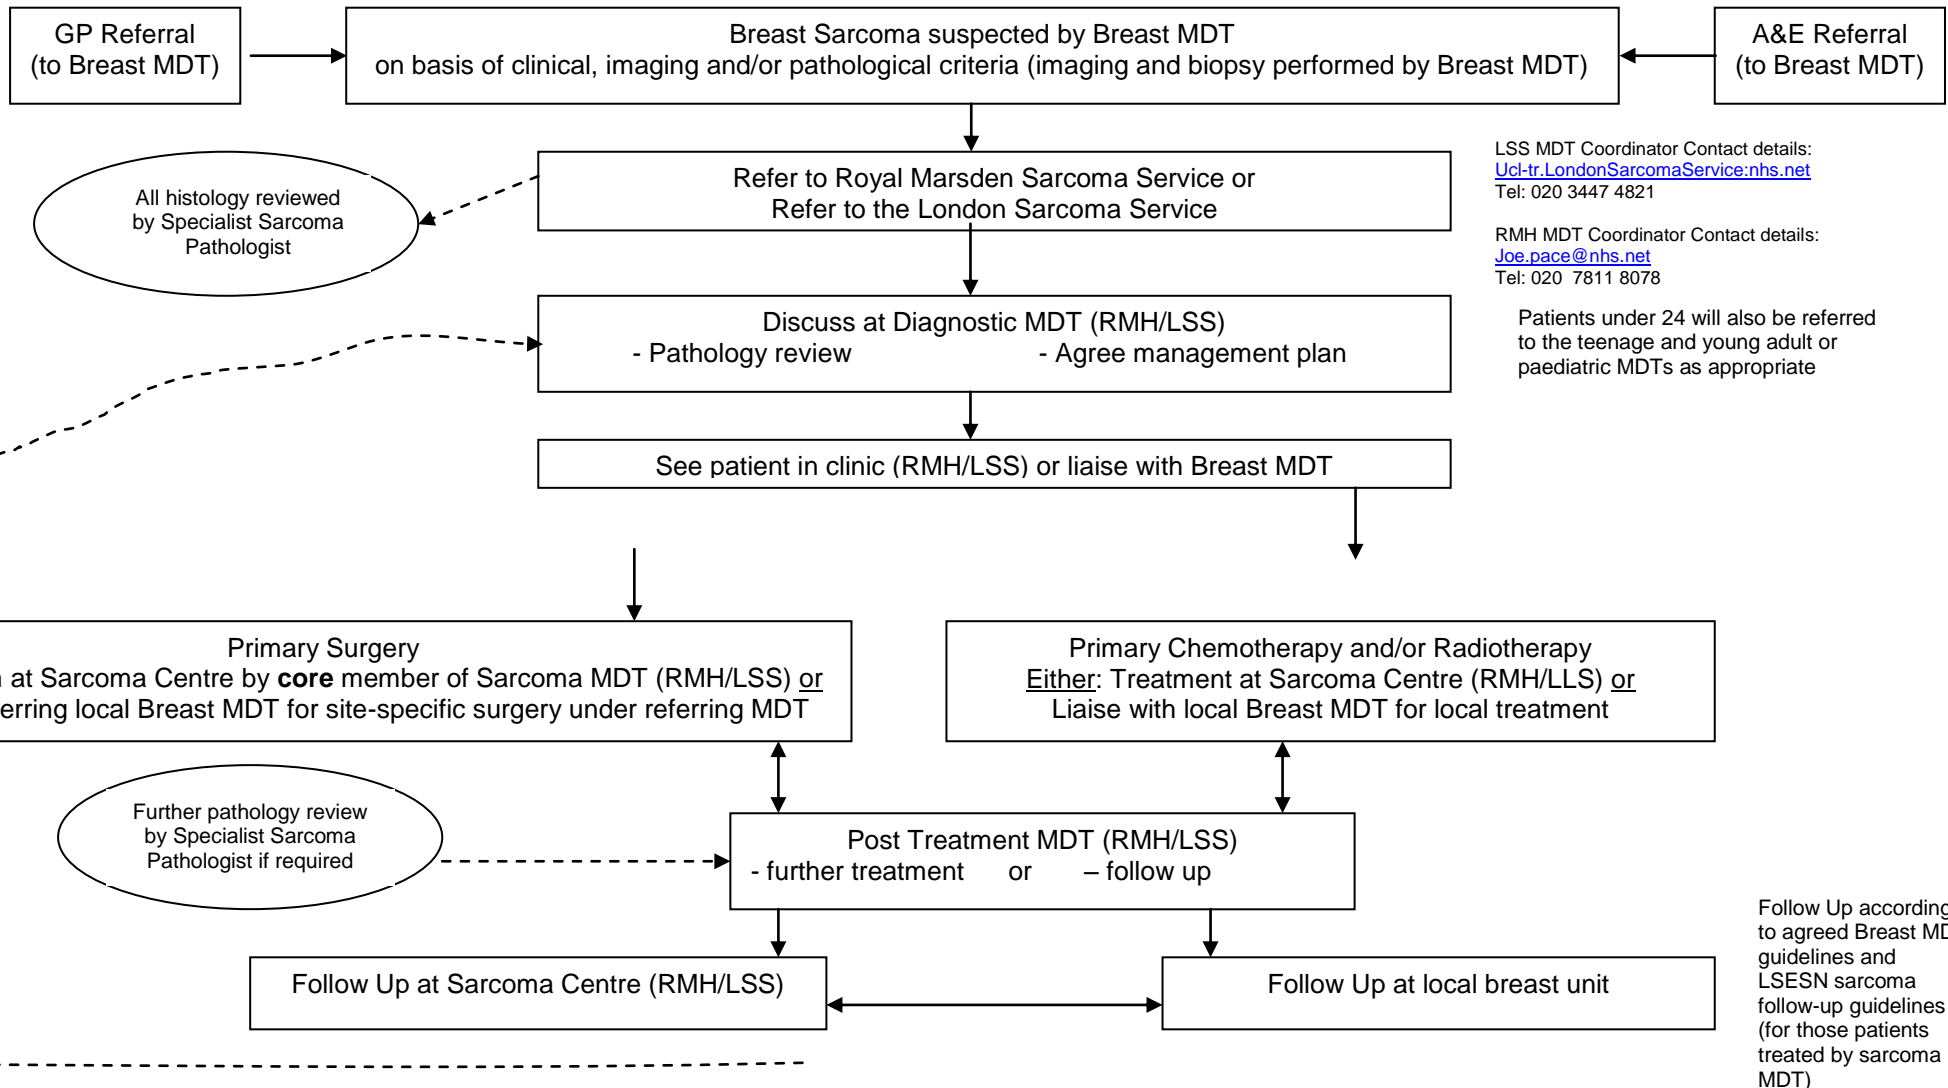 GP Referral
(to Breast MDT)
Breast Sarcoma suspected by Breast MDT
on basis of clinical, imaging and/or pathological criteria (imaging and biopsy performed by Breast MDT)
A&E Referral
(to Breast MDT)
All histology reviewed
by Specialist Sarcoma
Pathologist
Refer to Royal Marsden Sarcoma Service or
Refer to the London Sarcoma Service
LSS MDT Coordinator Contact details:
Ucl-tr.LondonSarcomaService:nhs.net
Tel: 020 3447 4821
RMH MDT Coordinator Contact details:
Joe.pace@nhs.net
Tel: 020  7811 8078
Discuss at Diagnostic MDT (RMH/LSS)
- Pathology review - Agree management plan
Patients under 24 will also be referred
to the teenage and young adult or
paediatric MDTs as appropriate
See patient in clinic (RMH/LSS) or liaise with Breast MDT
Primary Surgery
at Sarcoma Centre by core member of Sarcoma MDT (RMH/LSS) or
erring local Breast MDT for site-specific surgery under referring MDT
Primary Chemotherapy and/or Radiotherapy
Either: Treatment at Sarcoma Centre (RMH/LLS) or
Liaise with local Breast MDT for local treatment
Further pathology review
by Specialist Sarcoma
Pathologist if required
Post Treatment MDT (RMH/LSS)
- further treatment or – follow up
Follow Up at Sarcoma Centre (RMH/LSS)
Follow Up at local breast unit
Follow Up according
to agreed Breast MD
guidelines and
LSESN sarcoma
follow-up guidelines
(for those patients
treated by sarcoma
MDT)